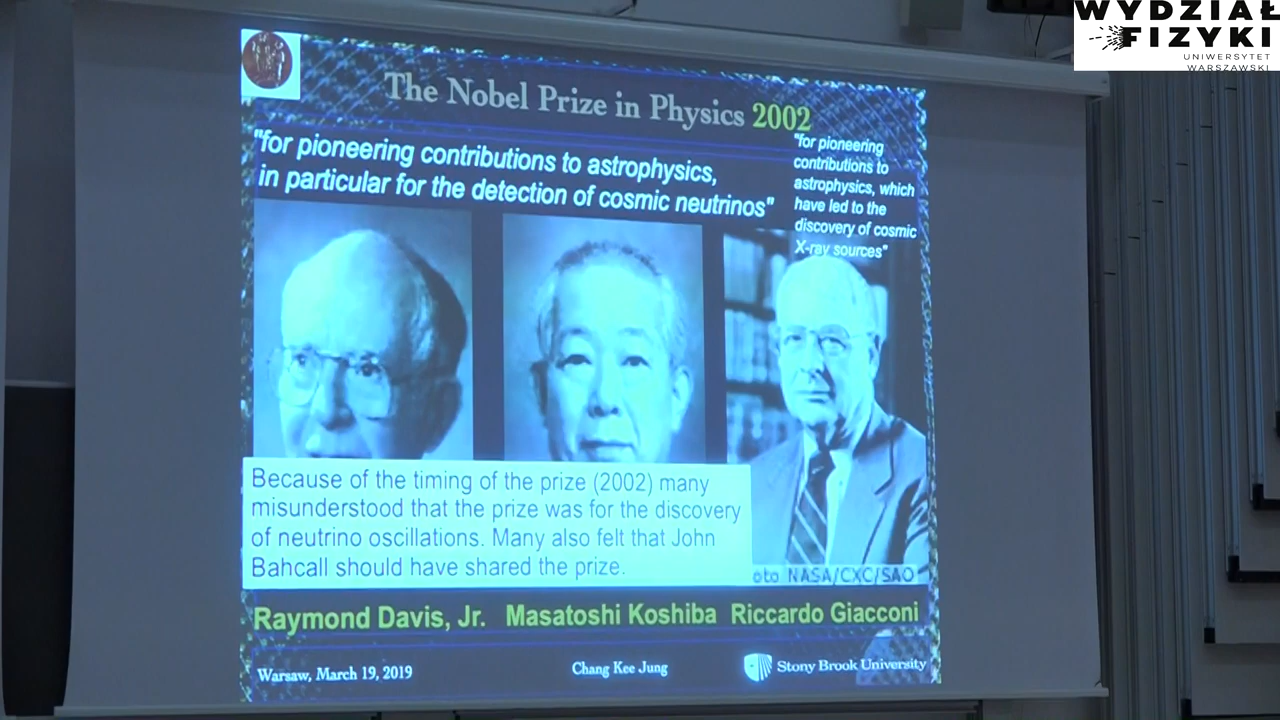 WYDZIAŁ
FIZYKI
UNIWERSYTET
WARSZAWSKI
The Nobel Prize in Physics 2002
"for pioneering contributions to astrophysics,
in particular for the detection of cosmic neutrinos"
"for pioneering
contributions to
astrophysics, which
have led to the
discovery of cosmic
X-ray sources"
Because of the timing of the prize (2002) many
misunderstood that the prize was for the discovery
of neutrino oscillations. Many also felt that John
Bahcall should have shared the prize.
oto NASA/CXC/SAO
Raymond Davis, Jr. Masatoshi Koshiba Riccardo Giacconi
Warsaw, March 19, 2019 Chang Kee Jung Stony Brook University